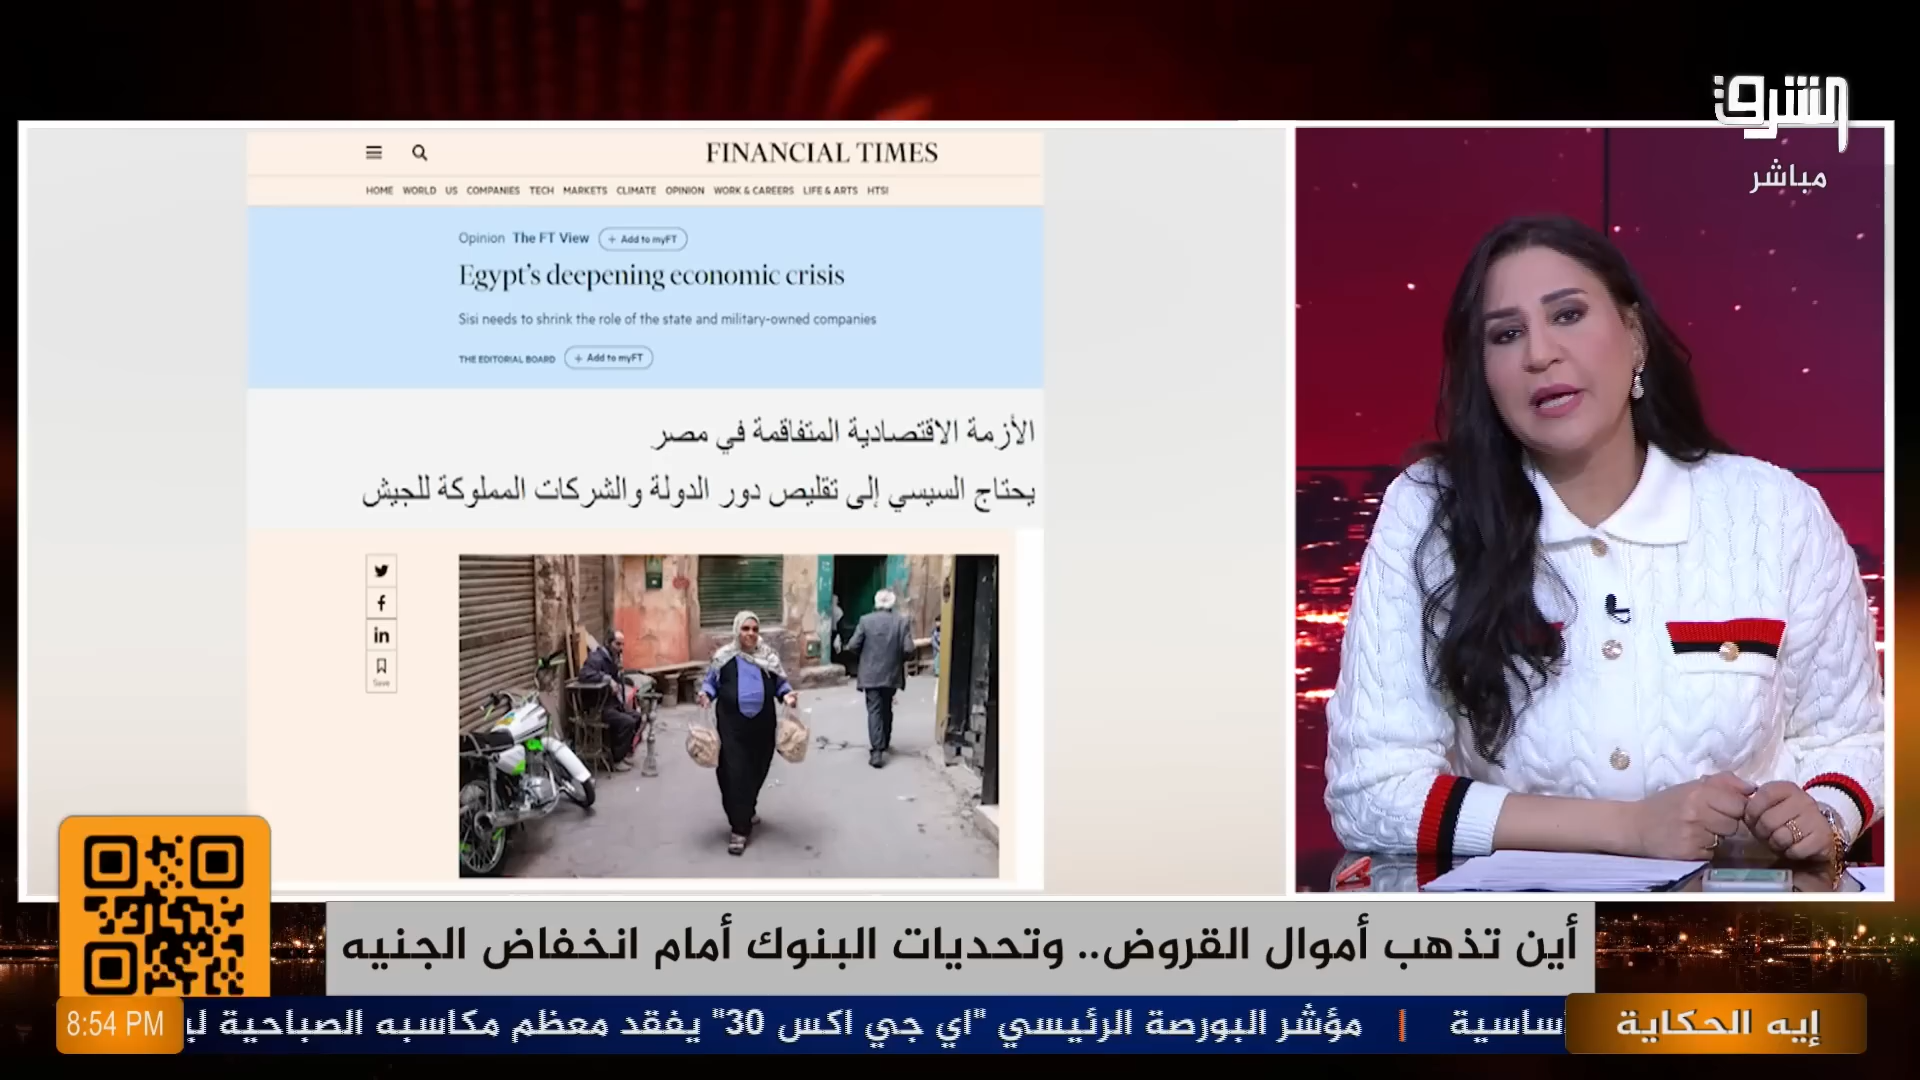 الشرق
مباشر
FINANCIAL TIMES
HOME WORLD US COMPANIES TECH MARKETS CLIMATE OPINION WORK & CAREERS LIFE & ARTS HTSI
Opinion The FT View + Add to myFT
Egypt's deepening economic crisis
Sisi needs to shrink the role of the state and military-owned companies
THE EDITORIAL BOARD + Add to myFT
الأزمة الاقتصادية المتفاقمة في مصر
يحتاج السيسي إلى تقليص دور الدولة والشركات المملوكة للجيش
Save
أين تذهب أموال القروض.. وتحديات البنوك أمام انخفاض الجنيه
إيه الحكاية
مؤشر البورصة الرئيسي "اي جي اكس 30" يفقد معظم مكاسبه الصباحية
8:54 PM